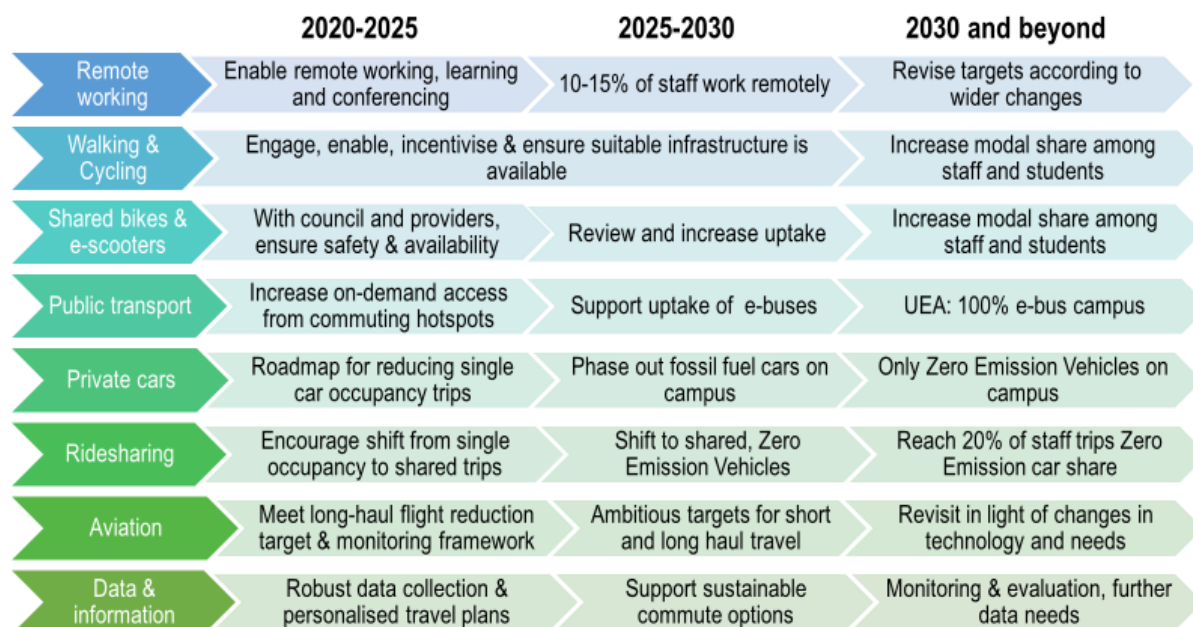 2020-2025
2025-2030
2030 and beyond
Remote
working
Enable remote working, learning
and conferencing
10-15% of staff work remotely
Revise targets according to
wider changes
Walking &
Cycling
Engage, enable, incentivise & ensure suitable infrastructure is
available
Increase modal share among
staff and students
Shared bikes &
e-scooters
With council and providers,
ensure safety & availability
Review and increase uptake
Increase modal share among
staff and students
Public transport
Increase on-demand access
from commuting hotspots
Support uptake of e-buses
UEA: 100% e-bus campus
Private cars
Roadmap for reducing single
car occupancy trips
Phase out fossil fuel cars on
campus
Only Zero Emission Vehicles on
campus
Ridesharing
Encourage shift from single
occupancy to shared trips
Shift to shared, Zero
Emission Vehicles
Reach 20% of staff trips Zero
Emission car share
Aviation
Meet long-haul flight reduction
target & monitoring framework
Ambitious targets for short
and long haul travel
Revisit in light of changes in
technology and needs
Data &
information
Robust data collection &
personalised travel plans
Support sustainable
commute options
Monitoring & evaluation, further
data needs